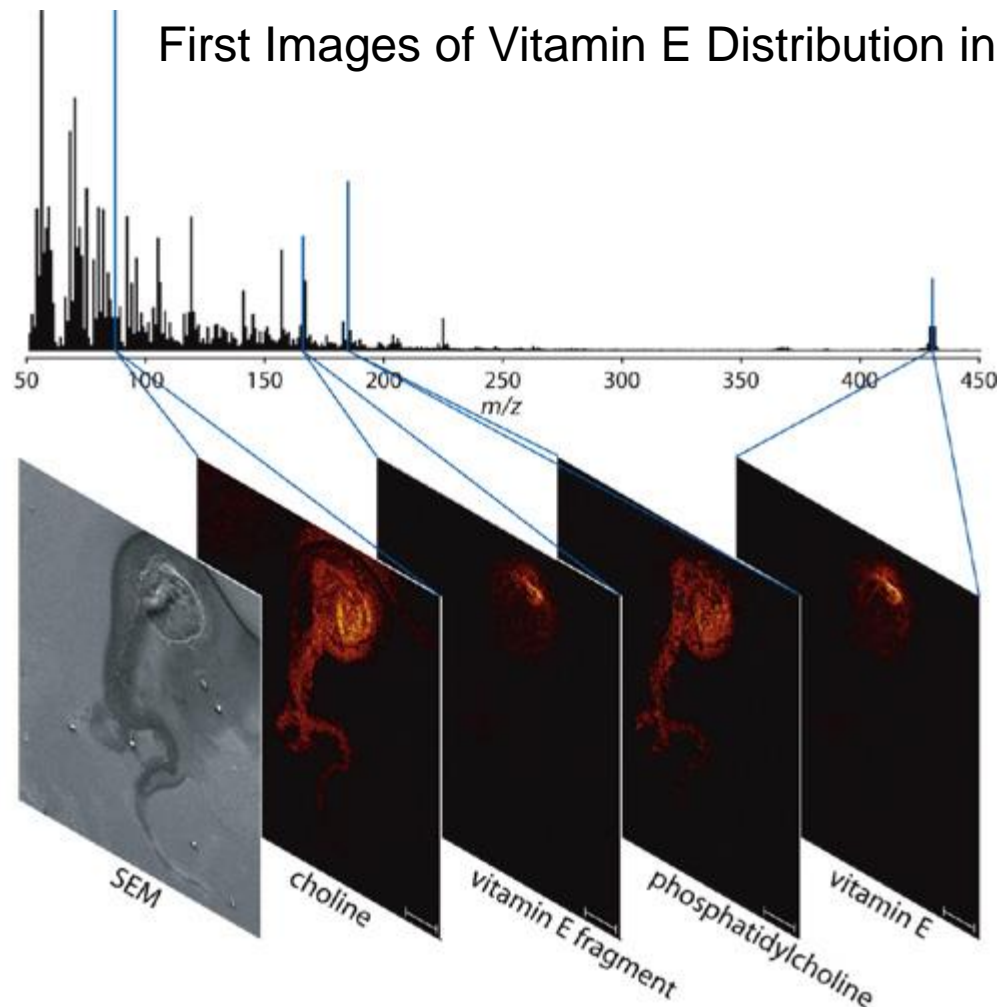 First Images of Vitamin E Distribution in
50 100 150 200 250 300 350 400 450
m/z
SEM
choline
vitamin E fragment
phosphatidylcholine
vitamin E